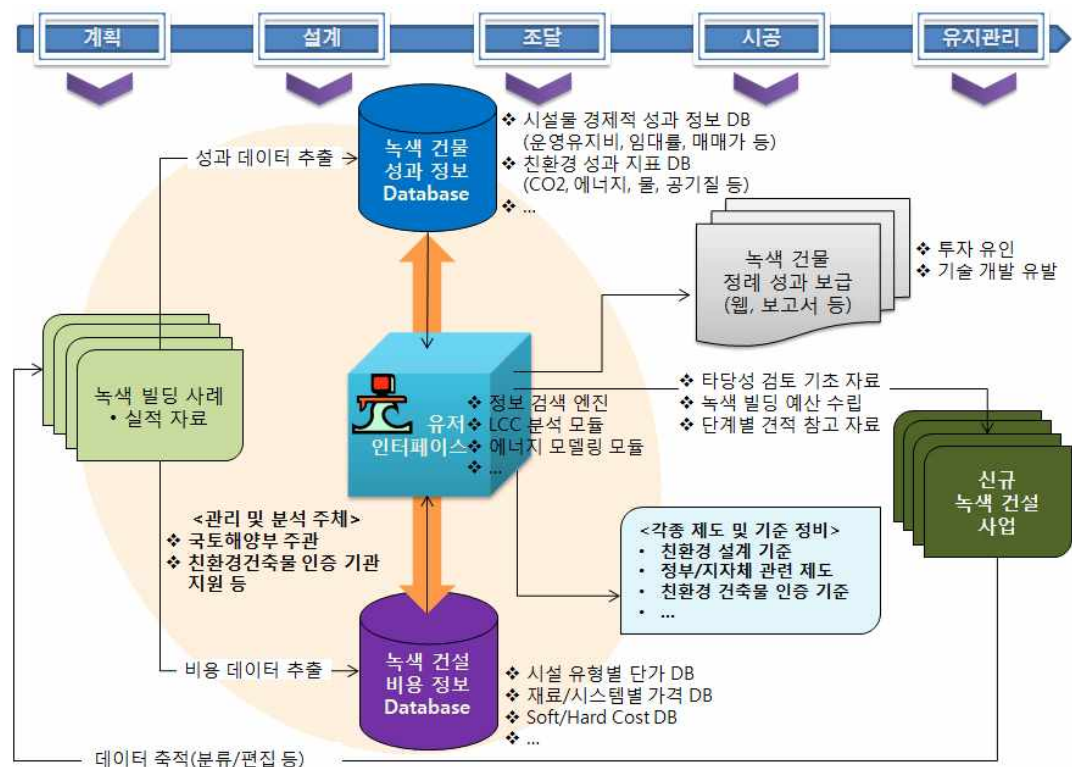 계획
설계
조달
시공
유지관리
성과 데이터 추출
녹색 건물
성과 정보
Database
❖ 시설물 경제적 성과 정보 DB
(운영유지비, 임대률, 매매가 등)
❖ 친환경 성과 지표 DB
(CO2, 에너지, 물, 공기질 등)
❖ ...
녹색 건물
정례 성과 보급
(웹, 보고서 등)
❖ 투자 유인
❖ 기술 개발 유발
녹색 빌딩 사례
• 실적 자료
유저
인터페이스
❖ 정보 검색 엔진
❖ LCC 분석 모듈
❖ 에너지 모델링 모듈
❖ ...
❖ 타당성 검토 기초 자료
❖ 녹색 빌딩 예산 수립
❖ 단계별 견적 참고 자료
신규
녹색 건설
사업
<관리 및 분석 주체>
❖ 국토해양부 주관
❖ 친환경건축물 인증 기관
지원 등
<각종 제도 및 기준 정비>
• 친환경 설계 기준
• 정부/지자체 관련 제도
• 친환경 건축물 인증 기준
• ...
비용 데이터 추출
녹색 건설
비용 정보
Database
❖ 시설 유형별 단가 DB
❖ 재료/시스템별 가격 DB
❖ Soft/Hard Cost DB
❖ ...
데이터 축적(분류/편집 등)